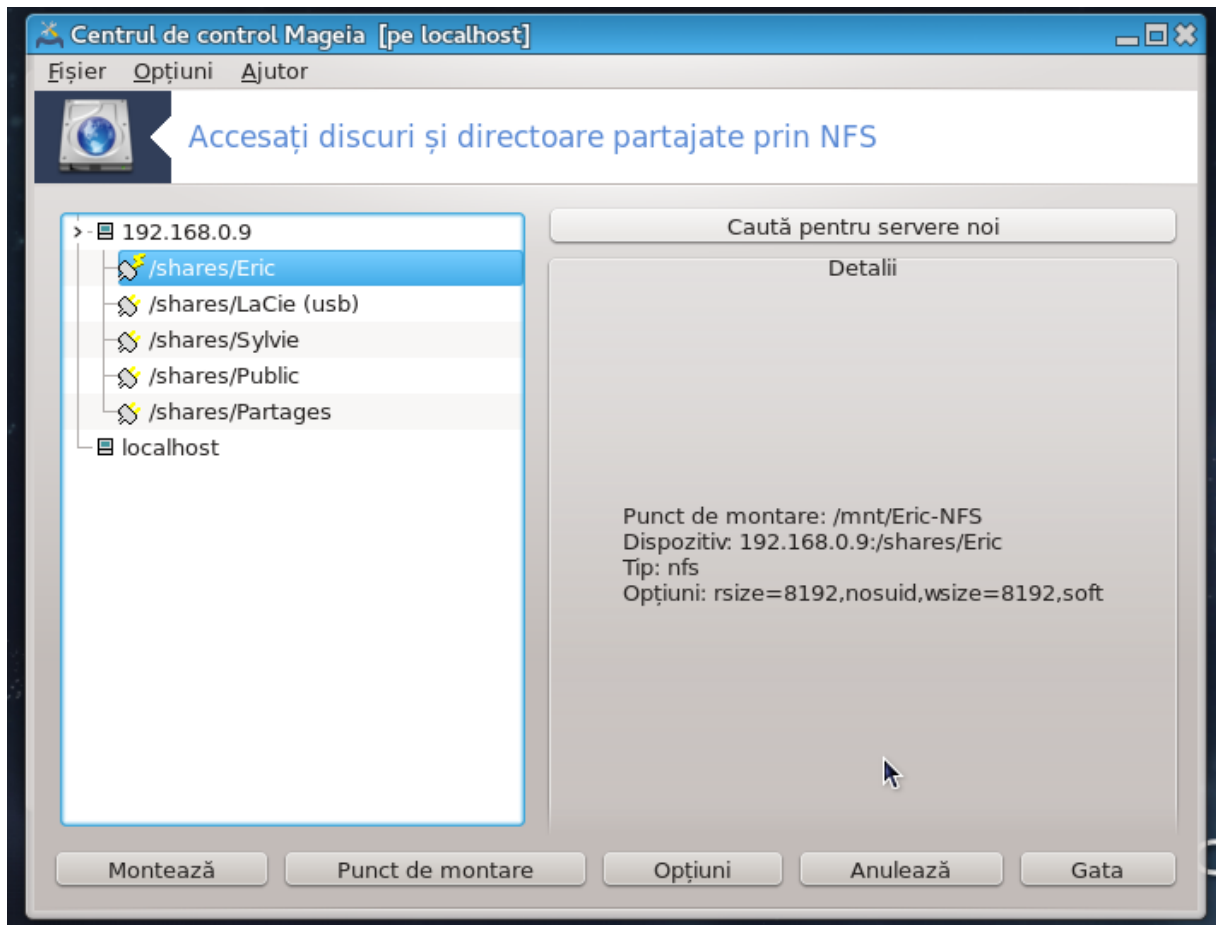 Centrul de control Mageia [pe localhost]
Fișier Opțiuni Ajutor
Accesați discuri și directoare partajate prin NFS
192.168.0.9
/shares/Eric
/shares/LaCie (usb)
/shares/Sylvie
/shares/Public
/shares/Partages
localhost
Caută pentru servere noi
Detalii
Punct de montare: /mnt/Eric-NFS
Dispozitiv: 192.168.0.9:/shares/Eric
Tip: nfs
Opțiuni: rsize=8192,nosuid,wsize=8192,soft
Montează Punct de montare Opțiuni Anulează Gata